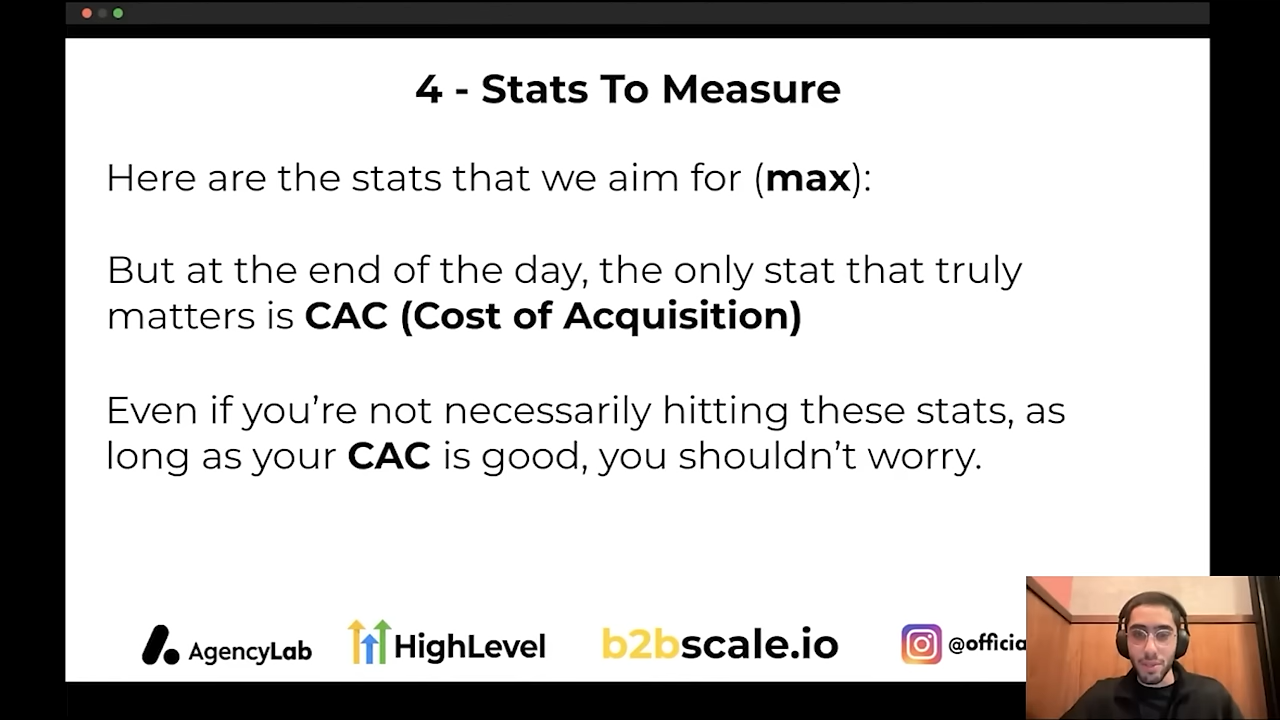 4 - Stats To Measure
Here are the stats that we aim for (max):
But at the end of the day, the only stat that truly
matters is CAC (Cost of Acquisition)
Even if you’re not necessarily hitting these stats, as
long as your CAC is good, you shouldn’t worry.
AgencyLab HighLevel b2bscale.io @officia